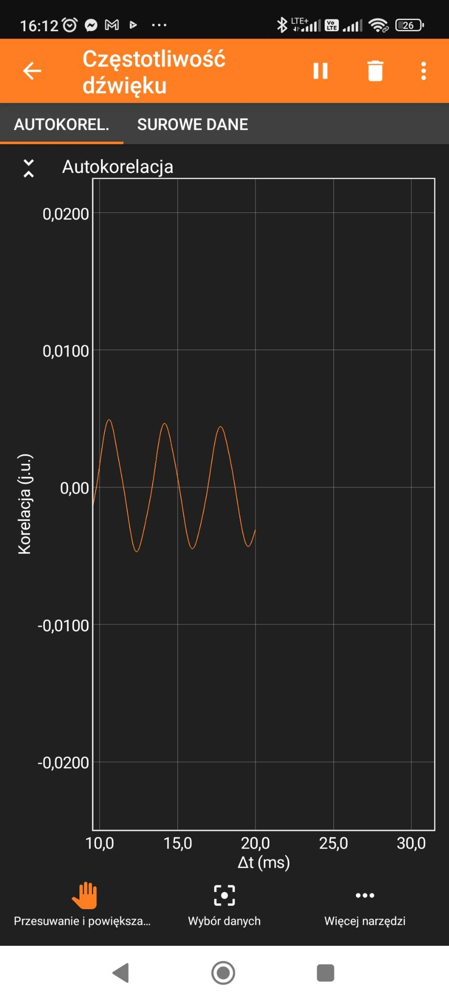 16:12
LTE+
Vo
LTE
26
Częstotliwość
dźwięku
AUTOKOREL.
SUROWE DANE
Autokorelacja
0,0200
0,0100
0,00
-0,0100
-0,0200
Korelacja (j.u.)
10,0 15,0 20,0 25,0 30,0
Δt (ms)
Przesuwanie i powiększa...
Wybór danych
Więcej narzędzi